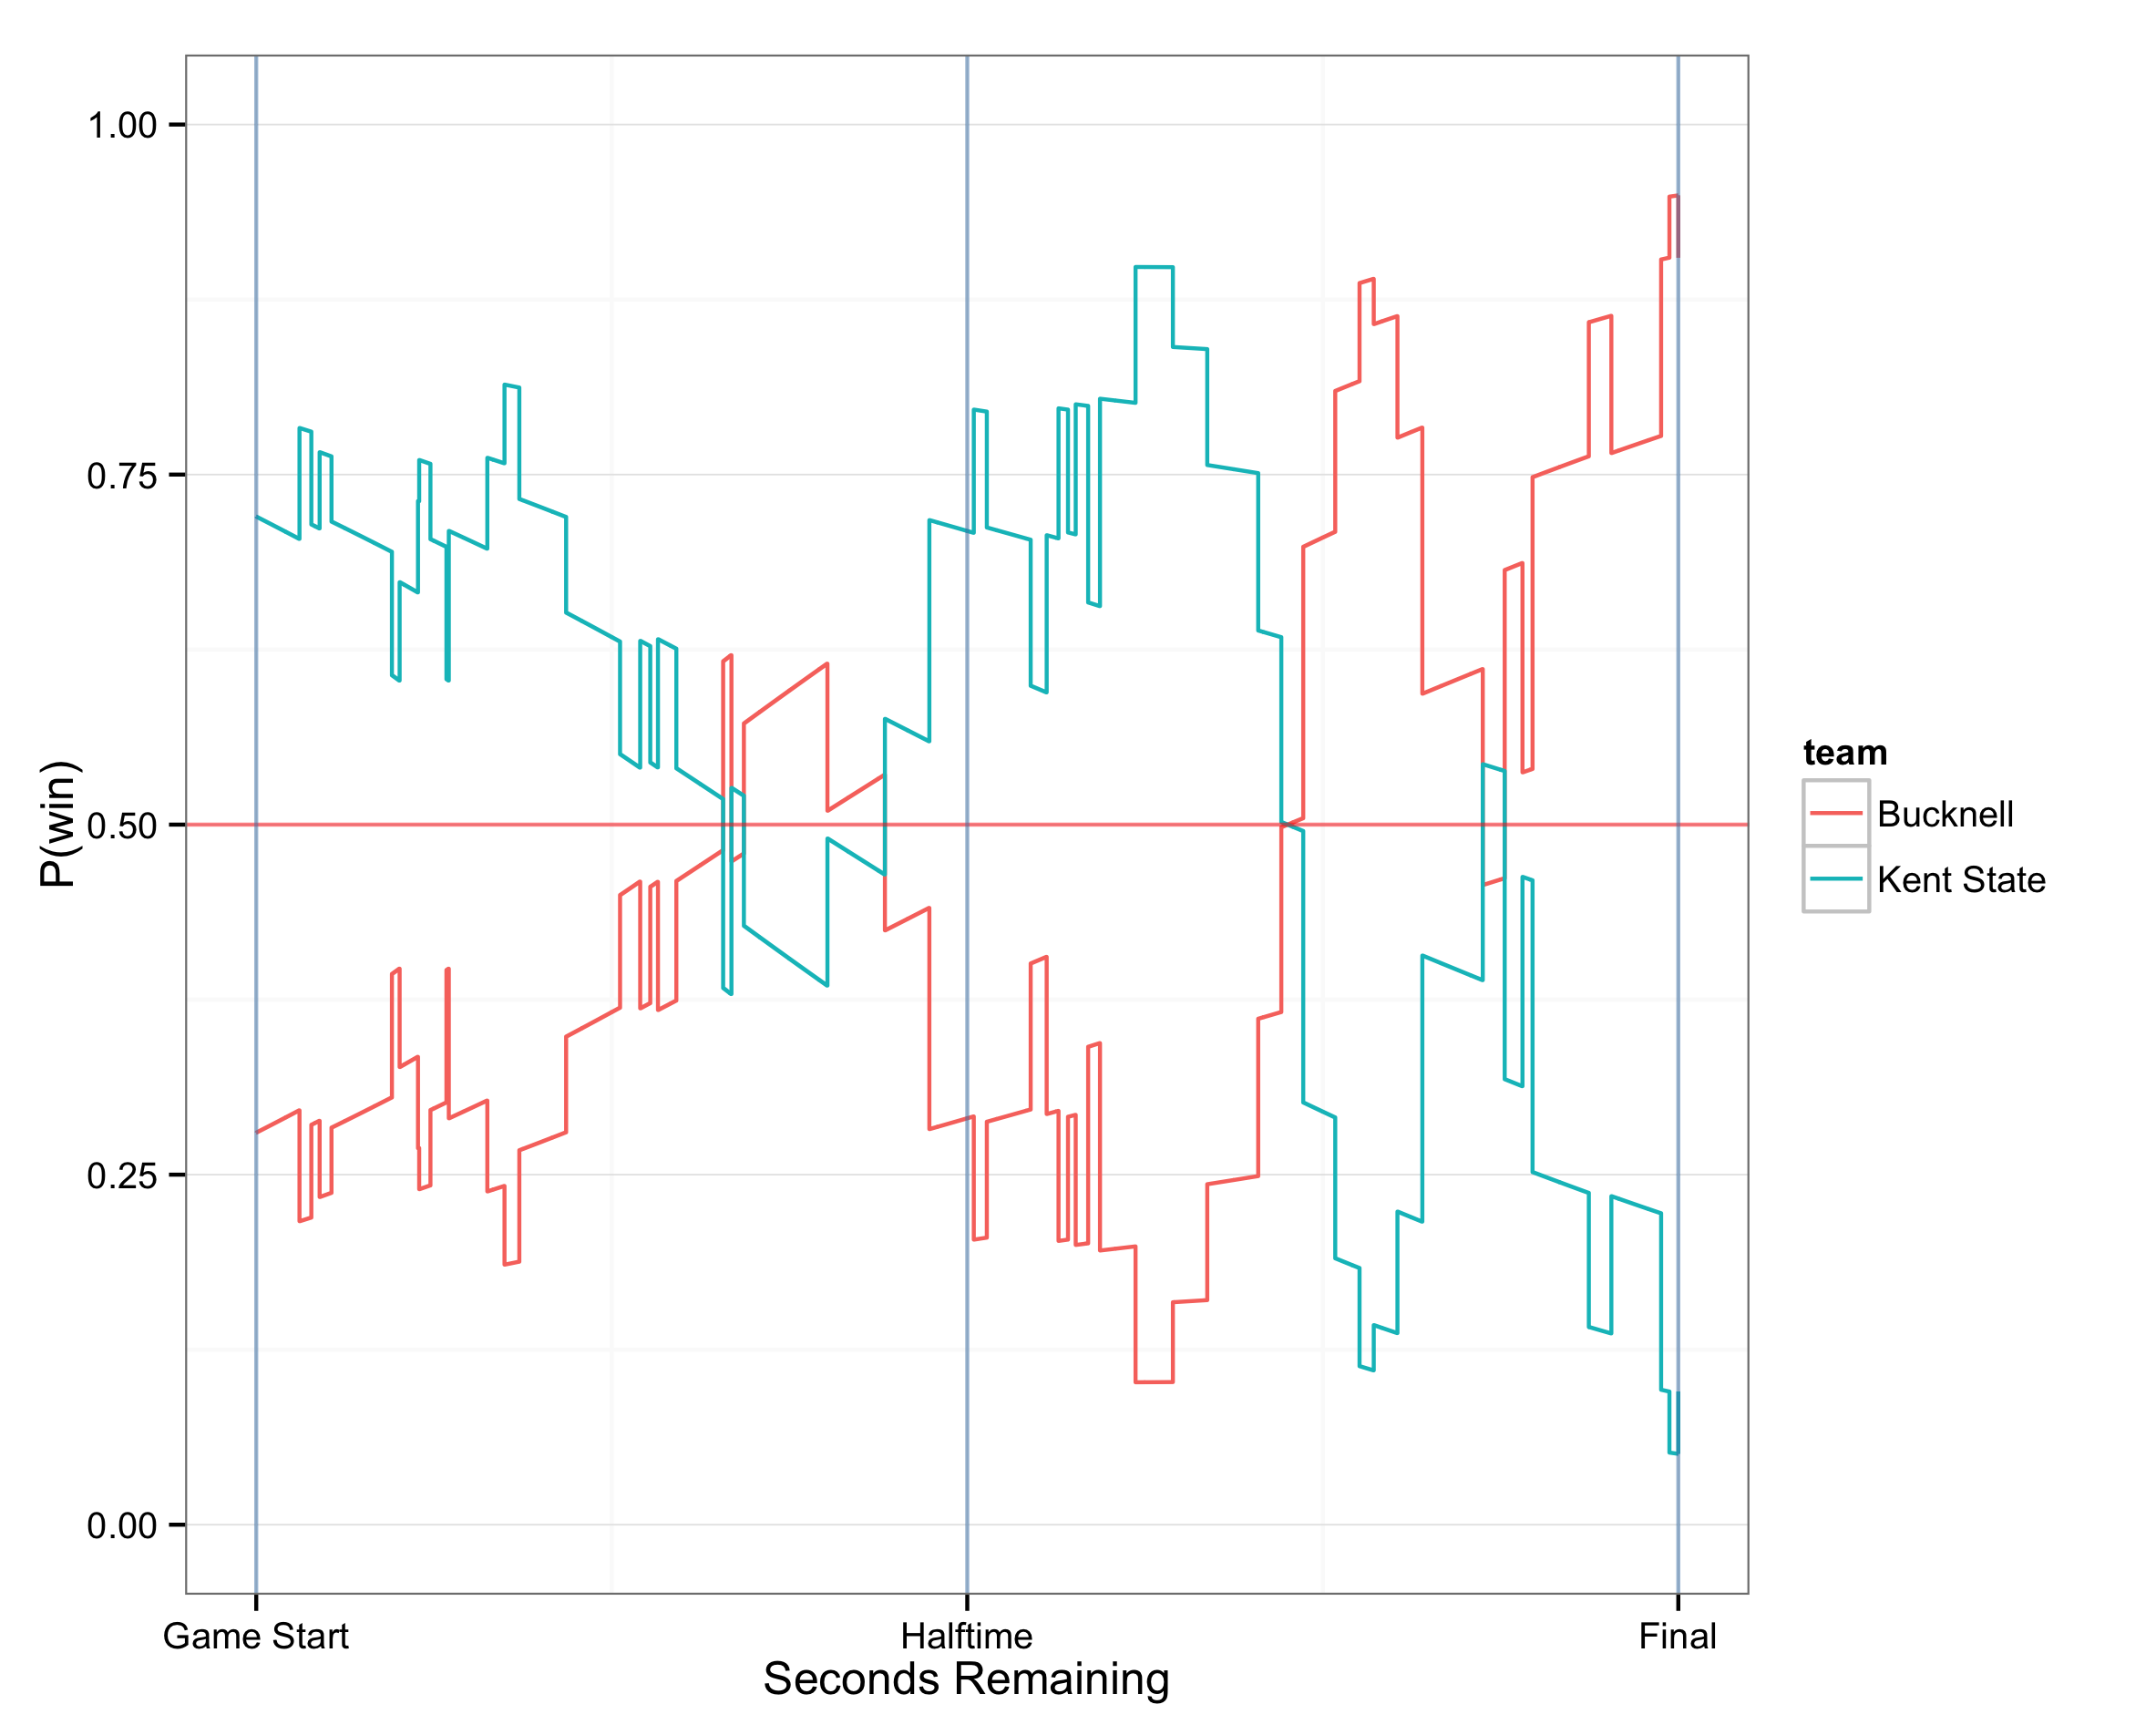 P(win)
1.00
0.75
0.50
0.25
0.00
Game Start
Halftime
Final
Seconds Remaining
team
Bucknell
Kent State